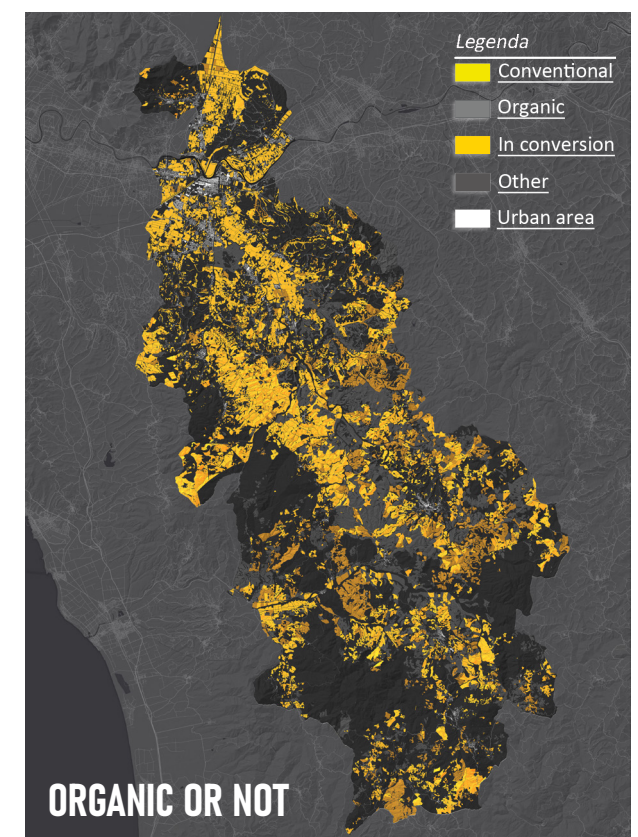 Legenda
Conventional
Organic
In conversion
Other
Urban area
ORGANIC OR NOT